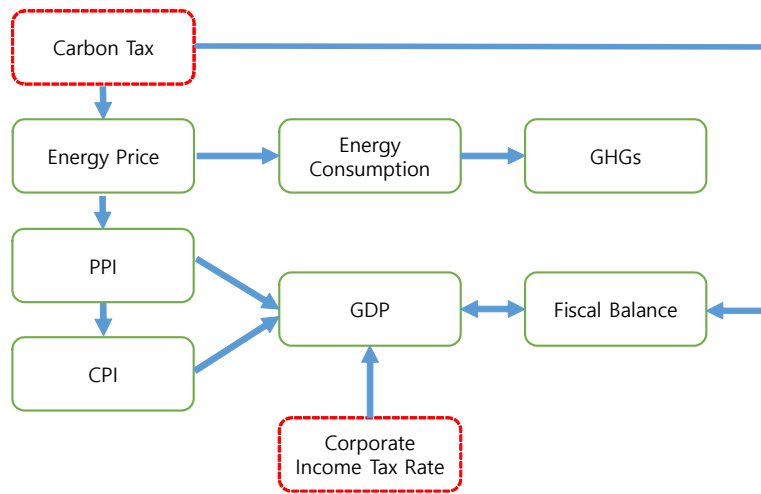 Carbon Tax
Energy Price
Energy
Consumption
GHGs
PPI
GDP
Fiscal Balance
CPI
Corporate
Income Tax Rate